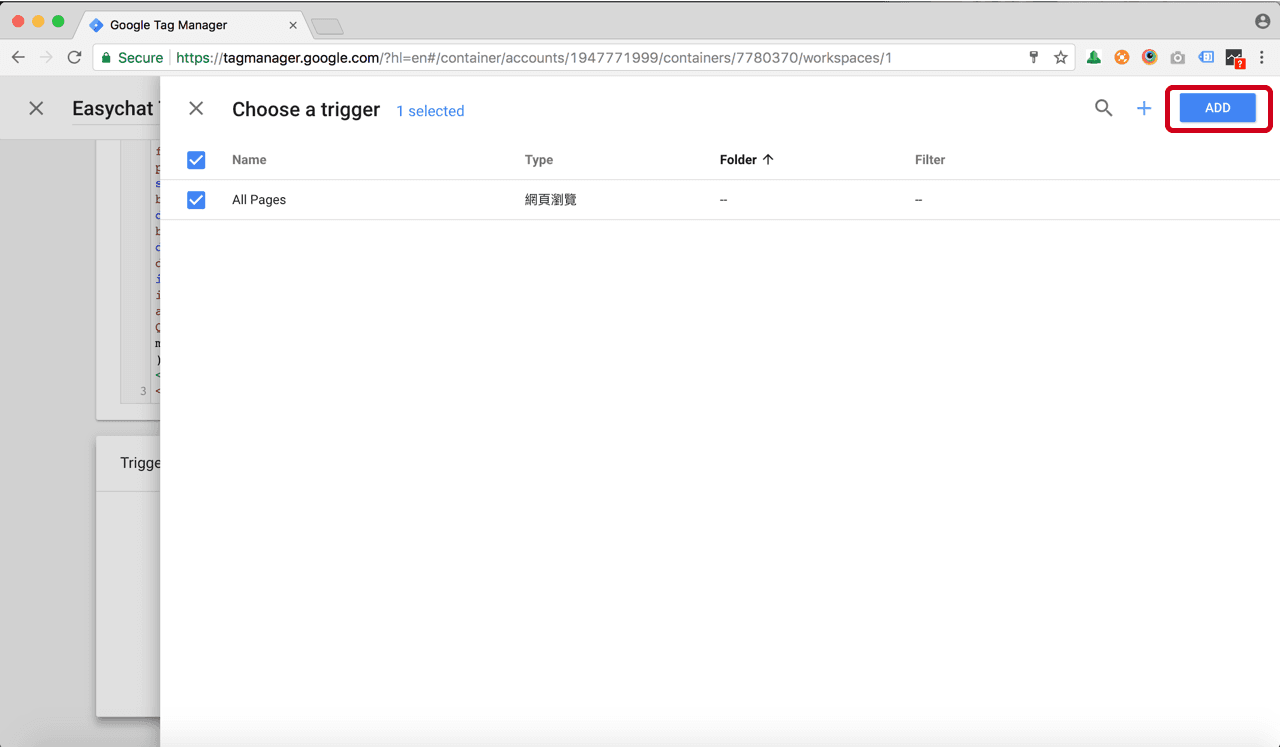 Google Tag Manager
Secure https://tagmanager.google.com/?hl=en#/container/accounts/1947771999/containers/7780370/workspaces/1
Easychat
Choose a trigger 1 selected ADD
Name Type Folder Filter
All Pages 網頁瀏覽 -- --
3
Trigge